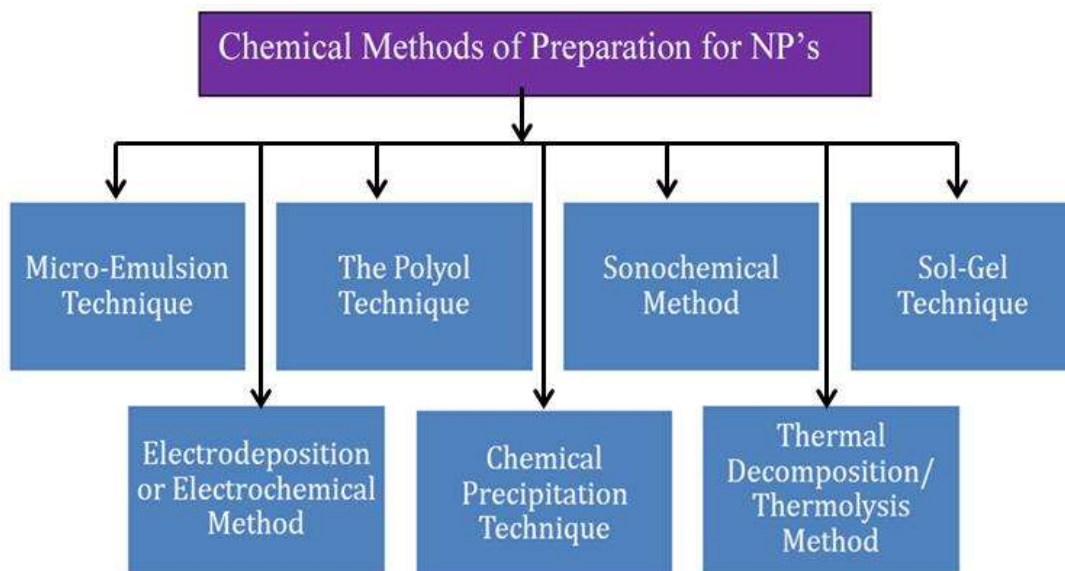 Chemical Methods of Preparation for NP’s
Micro-Emulsion
Technique
The Polyol
Technique
Sonochemical
Method
Sol-Gel
Technique
Electrodeposition
or Electrochemical
Method
Chemical
Precipitation
Technique
Thermal
Decomposition/
Thermolysis
Method